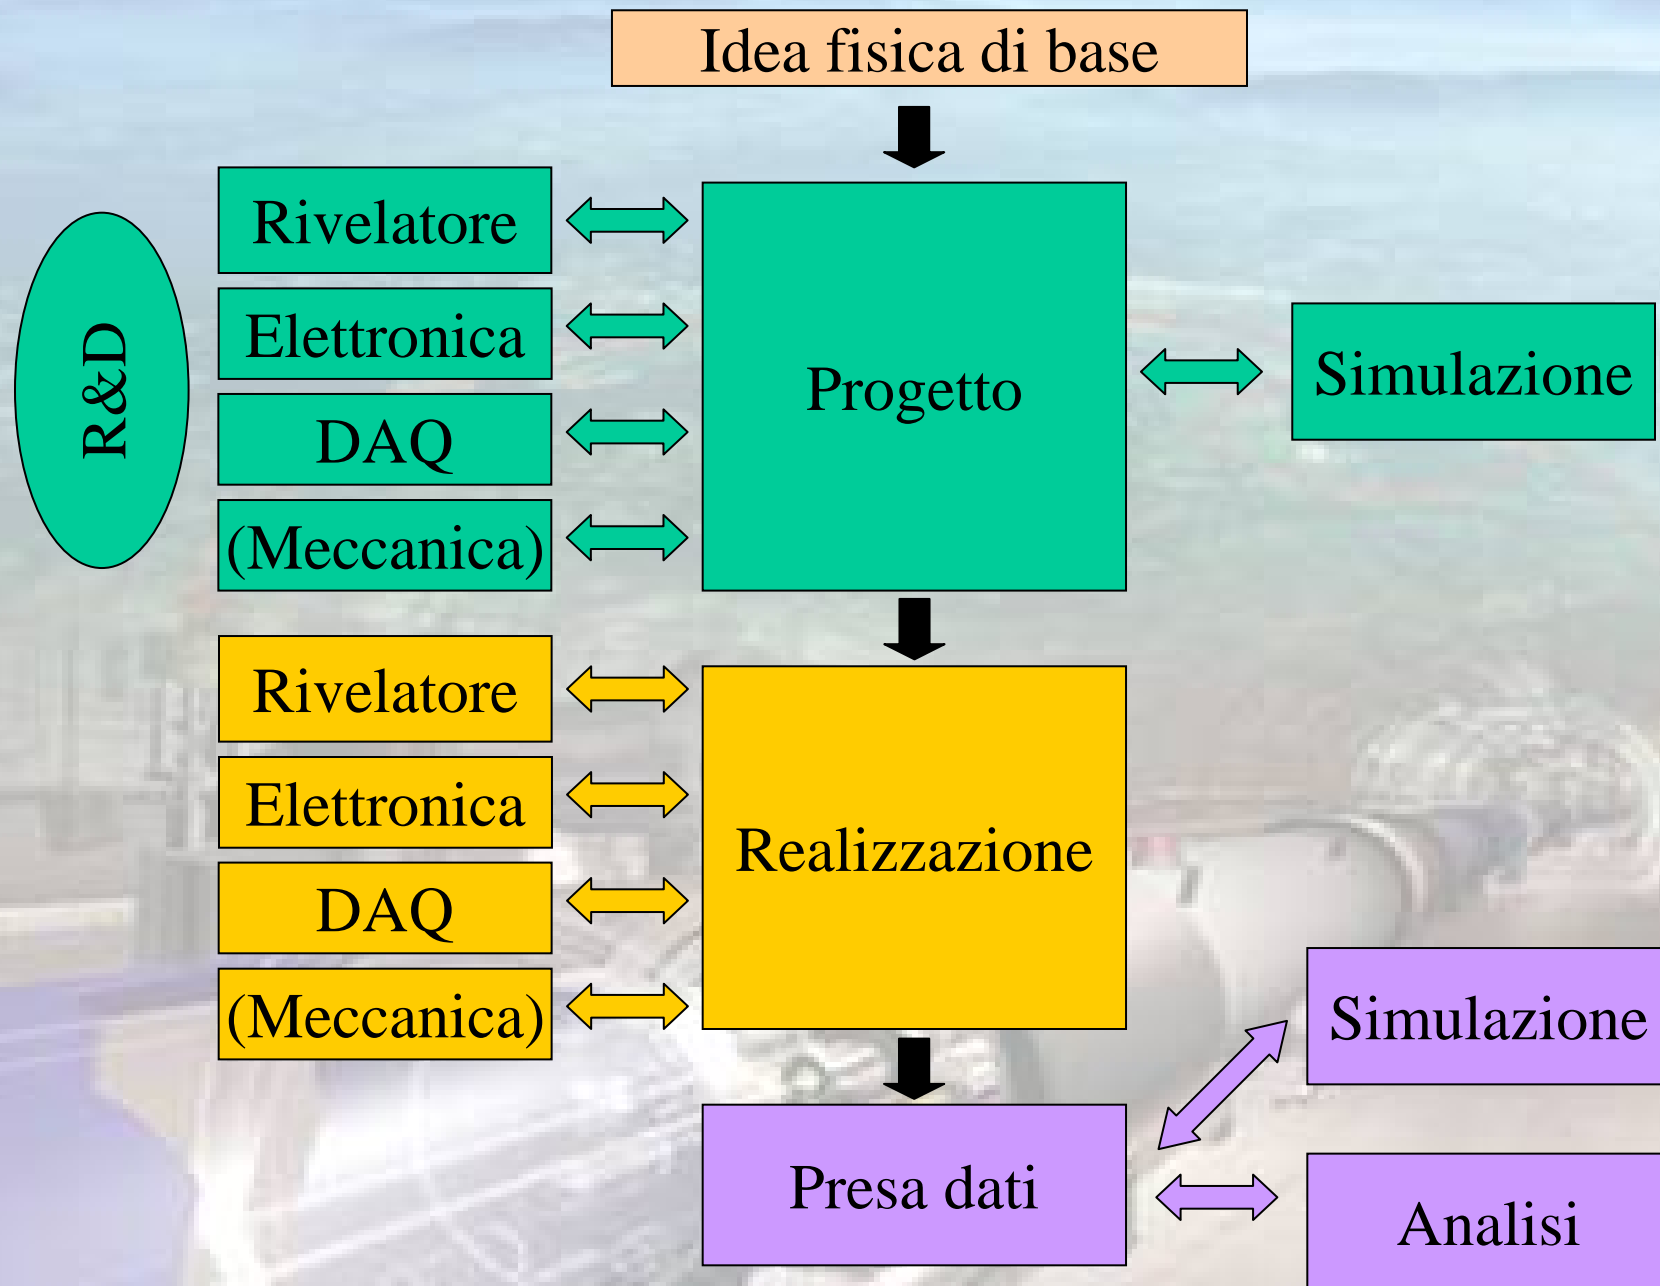 Idea fisica di base
R&D
Rivelatore
Elettronica
DAQ
(Meccanica)
Progetto
Simulazione
Rivelatore
Elettronica
DAQ
(Meccanica)
Realizzazione
Presa dati
Simulazione
Analisi